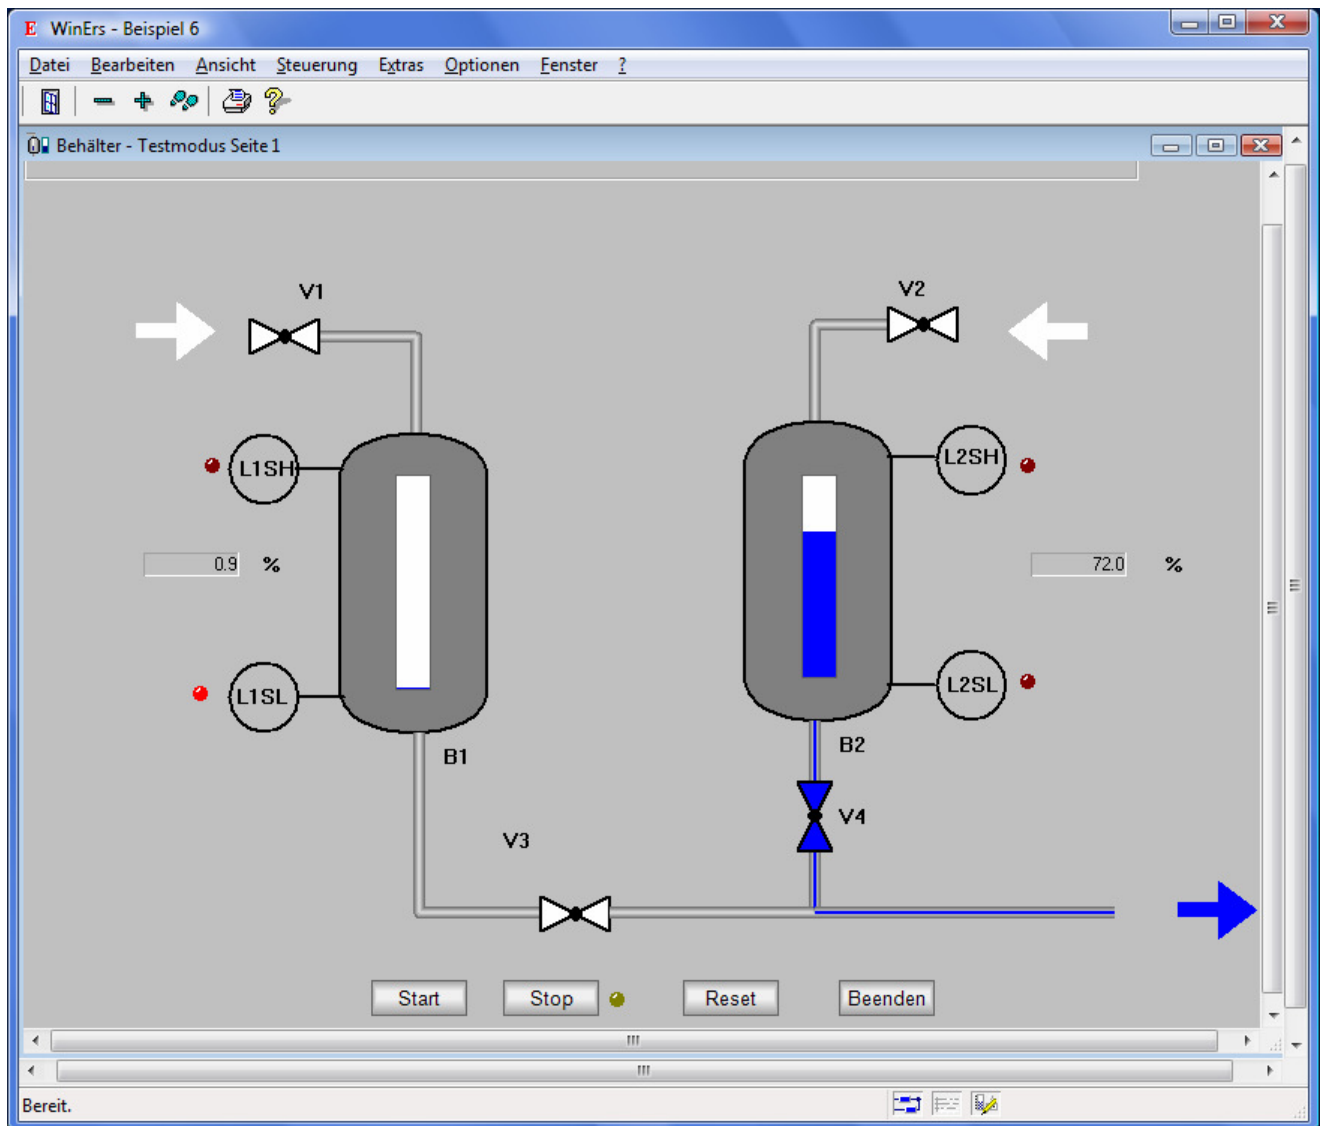 E WinErs - Beispiel 6
Datei Bearbeiten Ansicht Steuerung Extras Optionen Fenster ?
Behälter - Testmodus Seite 1
V1
V2
L1SH
L2SH
0.9 %
72.0 %
L1SL
L2SL
B1
B2
V4
V3
Start Stop Reset Beenden
Bereit.